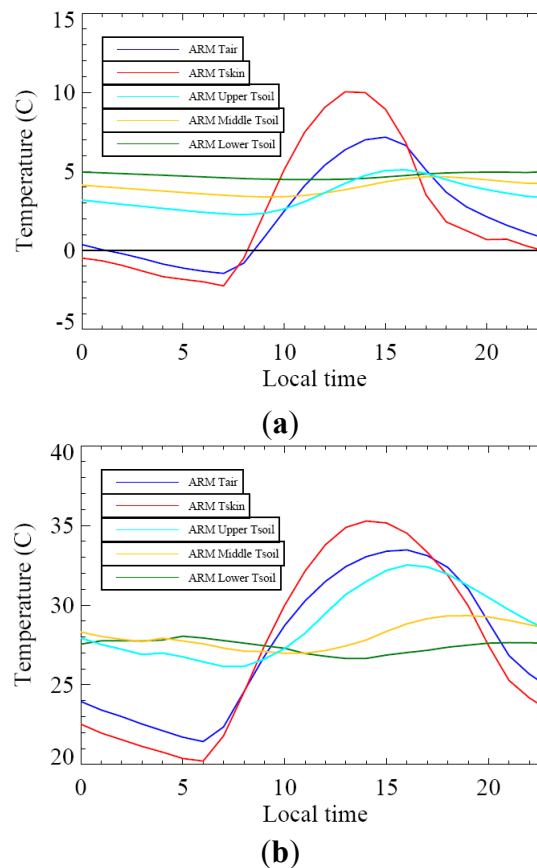 15
10
5
0
-5
Temperature (C)
ARM Tair
ARM Tskin
ARM Upper Tsoil
ARM Middle Tsoil
ARM Lower Tsoil
0 5 10 15 20
Local time
(a)
40
35
30
25
20
Temperature (C)
ARM Tair
ARM Tskin
ARM Upper Tsoil
ARM Middle Tsoil
ARM Lower Tsoil
0 5 10 15 20
Local time
(b)